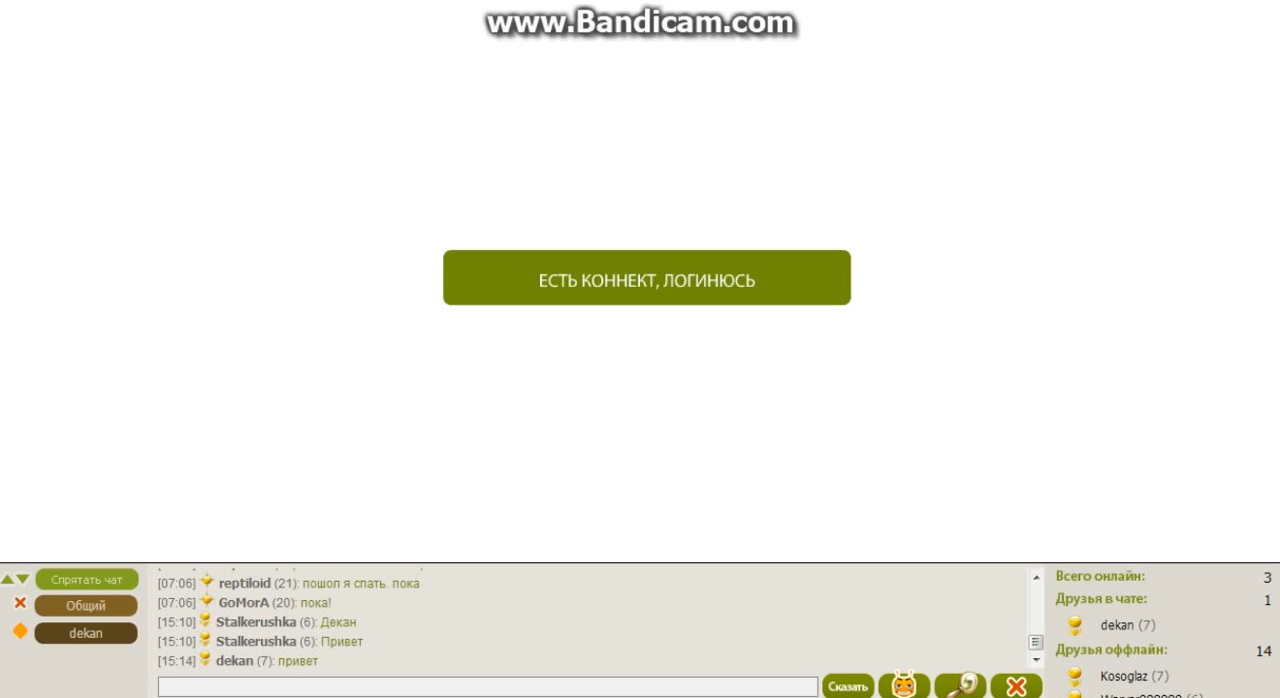 www.Bandicam.com
ЕСТЬ КОННЕКТ, ЛОГИНЮСЬ
Спрятать чат
Общий
dekan
[07:06] reptiloid (21): пошол я спать. пока
[07:06] GoMorA (20): пока!
[15:10] Stalkerushka (6): Декан
[15:10] Stalkerushka (6): Привет
[15:14] dekan (7): привет
Сказать
Всего онлайн: 3
Друзья в чате: 1
dekan (7)
Друзья оффлайн: 14
Kosoglaz (7)